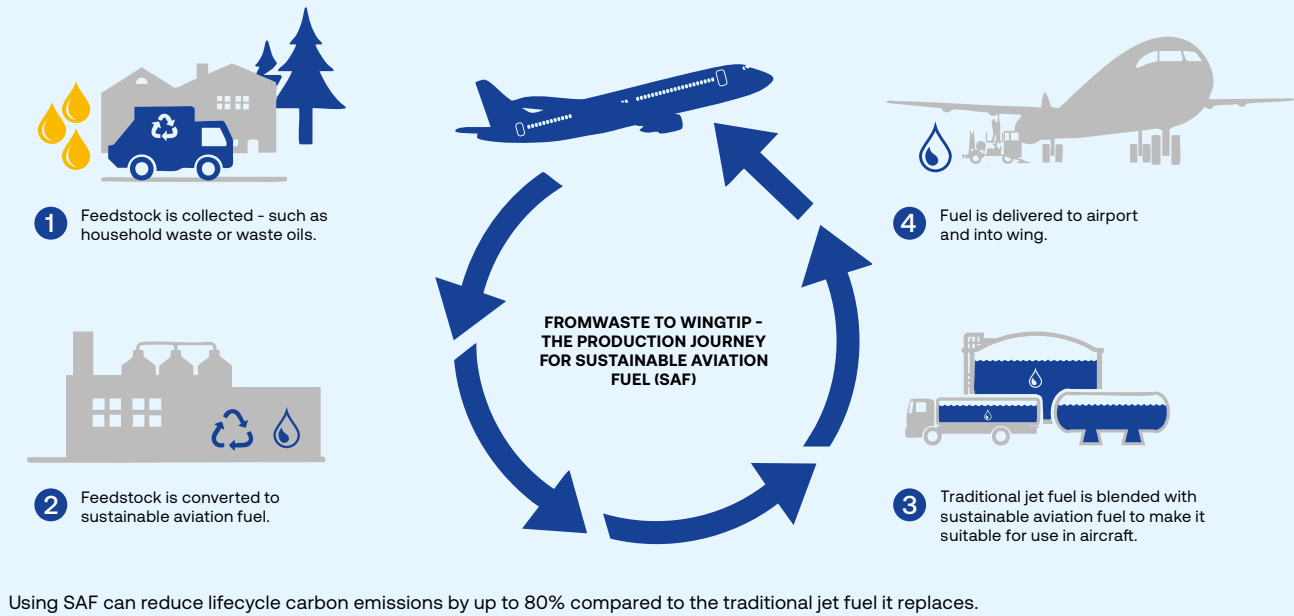 1
Feedstock is collected - such as
household waste or waste oils.
2
Feedstock is converted to
sustainable aviation fuel.
FROMWASTE TO WINGTIP -
THE PRODUCTION JOURNEY
FOR SUSTAINABLE AVIATION
FUEL (SAF)
3
Traditional jet fuel is blended with
sustainable aviation fuel to make it
suitable for use in aircraft.
4
Fuel is delivered to airport
and into wing.
Using SAF can reduce lifecycle carbon emissions by up to 80% compared to the traditional jet fuel it replaces.